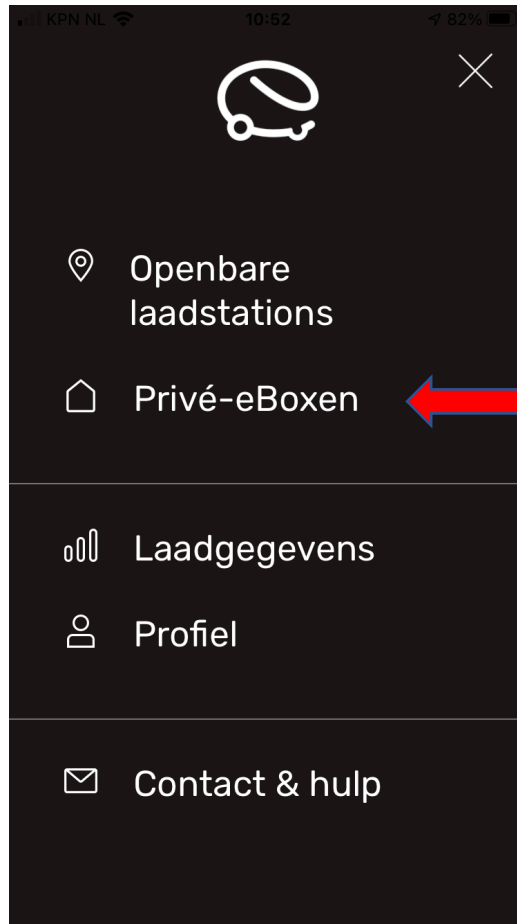 KPN NL 10:52 82%
Openbare
laadstations
Privé-eBoxen
Laadgegevens
Profiel
Contact & hulp